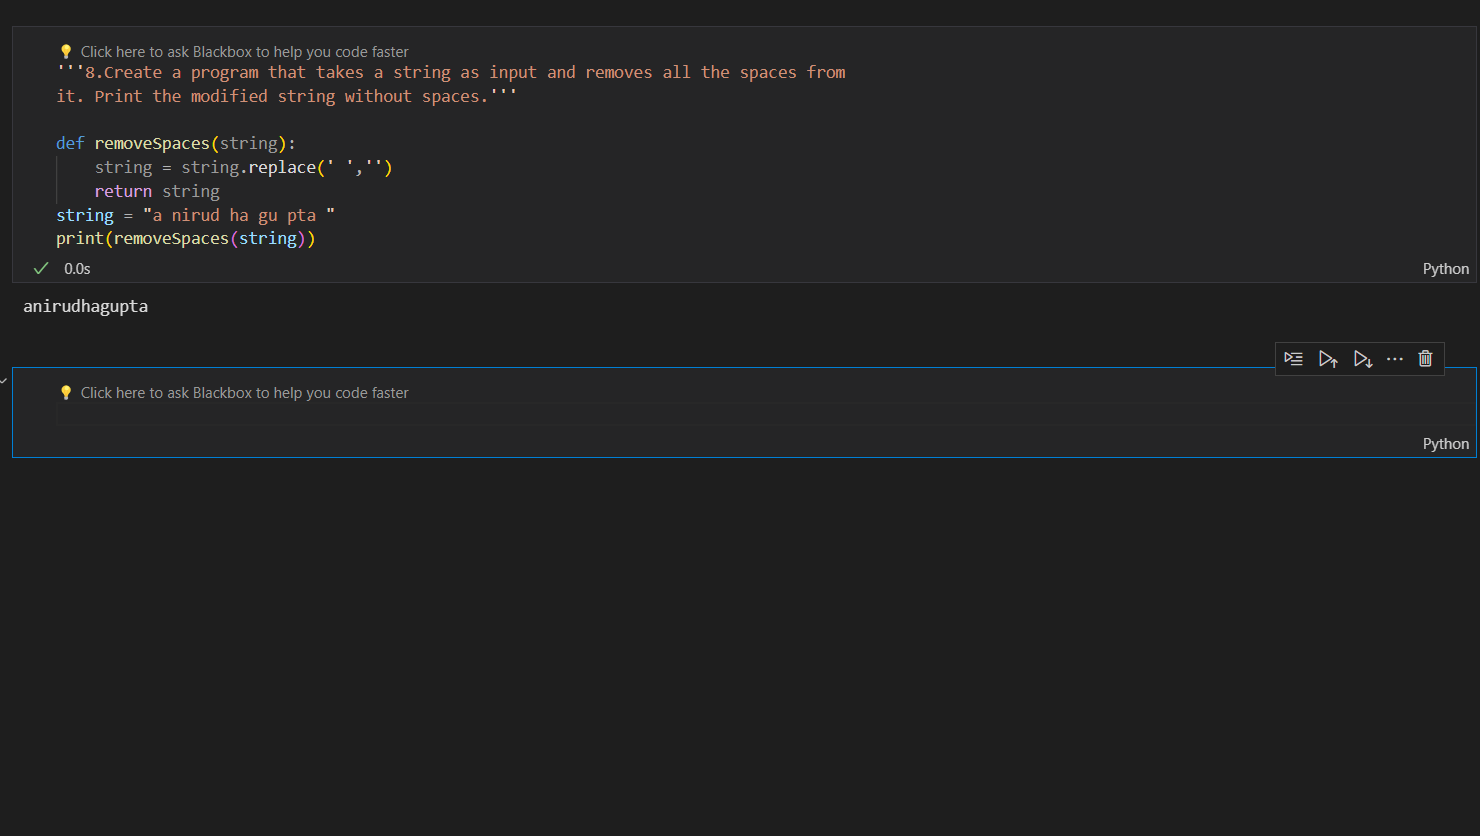 💡 Click here to ask Blackbox to help you code faster
'''8.Create a program that takes a string as input and removes all the spaces from
it. Print the modified string without spaces.'''
def removeSpaces(string):
    string = string.replace(' ','')
    return string
string = "a nirud ha gu pta "
print(removeSpaces(string))
0.0s
Python
anirudhagupta
💡 Click here to ask Blackbox to help you code faster
Python